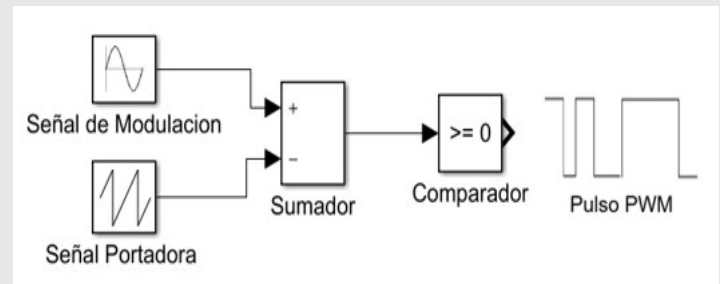 Señal de Modulacion
+
−
Sumador
>= 0
Comparador
Pulso PWM
Señal Portadora